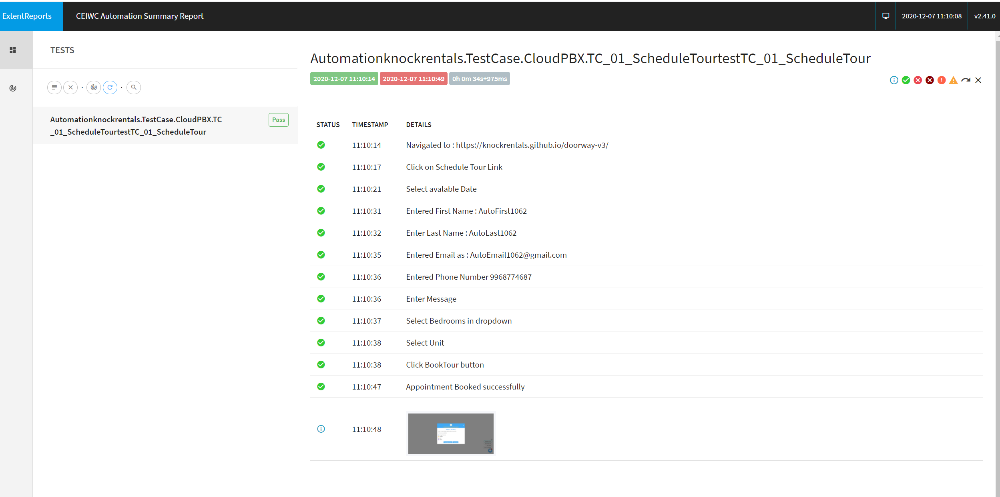 ExtentReports
CEIWC Automation Summary Report
2020-12-07 11:10:08
v2.41.0
TESTS
Automationknockrentals.TestCase.CloudPBX.TC
_01_ScheduleTourtestTC_01_ScheduleTour
Pass
Automationknockrentals.TestCase.CloudPBX.TC_01_ScheduleTourtestTC_01_ScheduleTour
2020-12-07 11:10:14 2020-12-07 11:10:49 0h 0m 34s+975ms
STATUS TIMESTAMP DETAILS
11:10:14 Navigated to : https://knockrentals.github.io/doorway-v3/
11:10:17 Click on Schedule Tour Link
11:10:21 Select avalable Date
11:10:31 Entered First Name : AutoFirst1062
11:10:32 Enter Last Name : AutoLast1062
11:10:35 Entered Email as : AutoEmail1062@gmail.com
11:10:36 Entered Phone Number 9968774687
11:10:36 Enter Message
11:10:37 Select Bedrooms in dropdown
11:10:38 Select Unit
11:10:38 Click BookTour button
11:10:47 Appointment Booked successfully
11:10:48